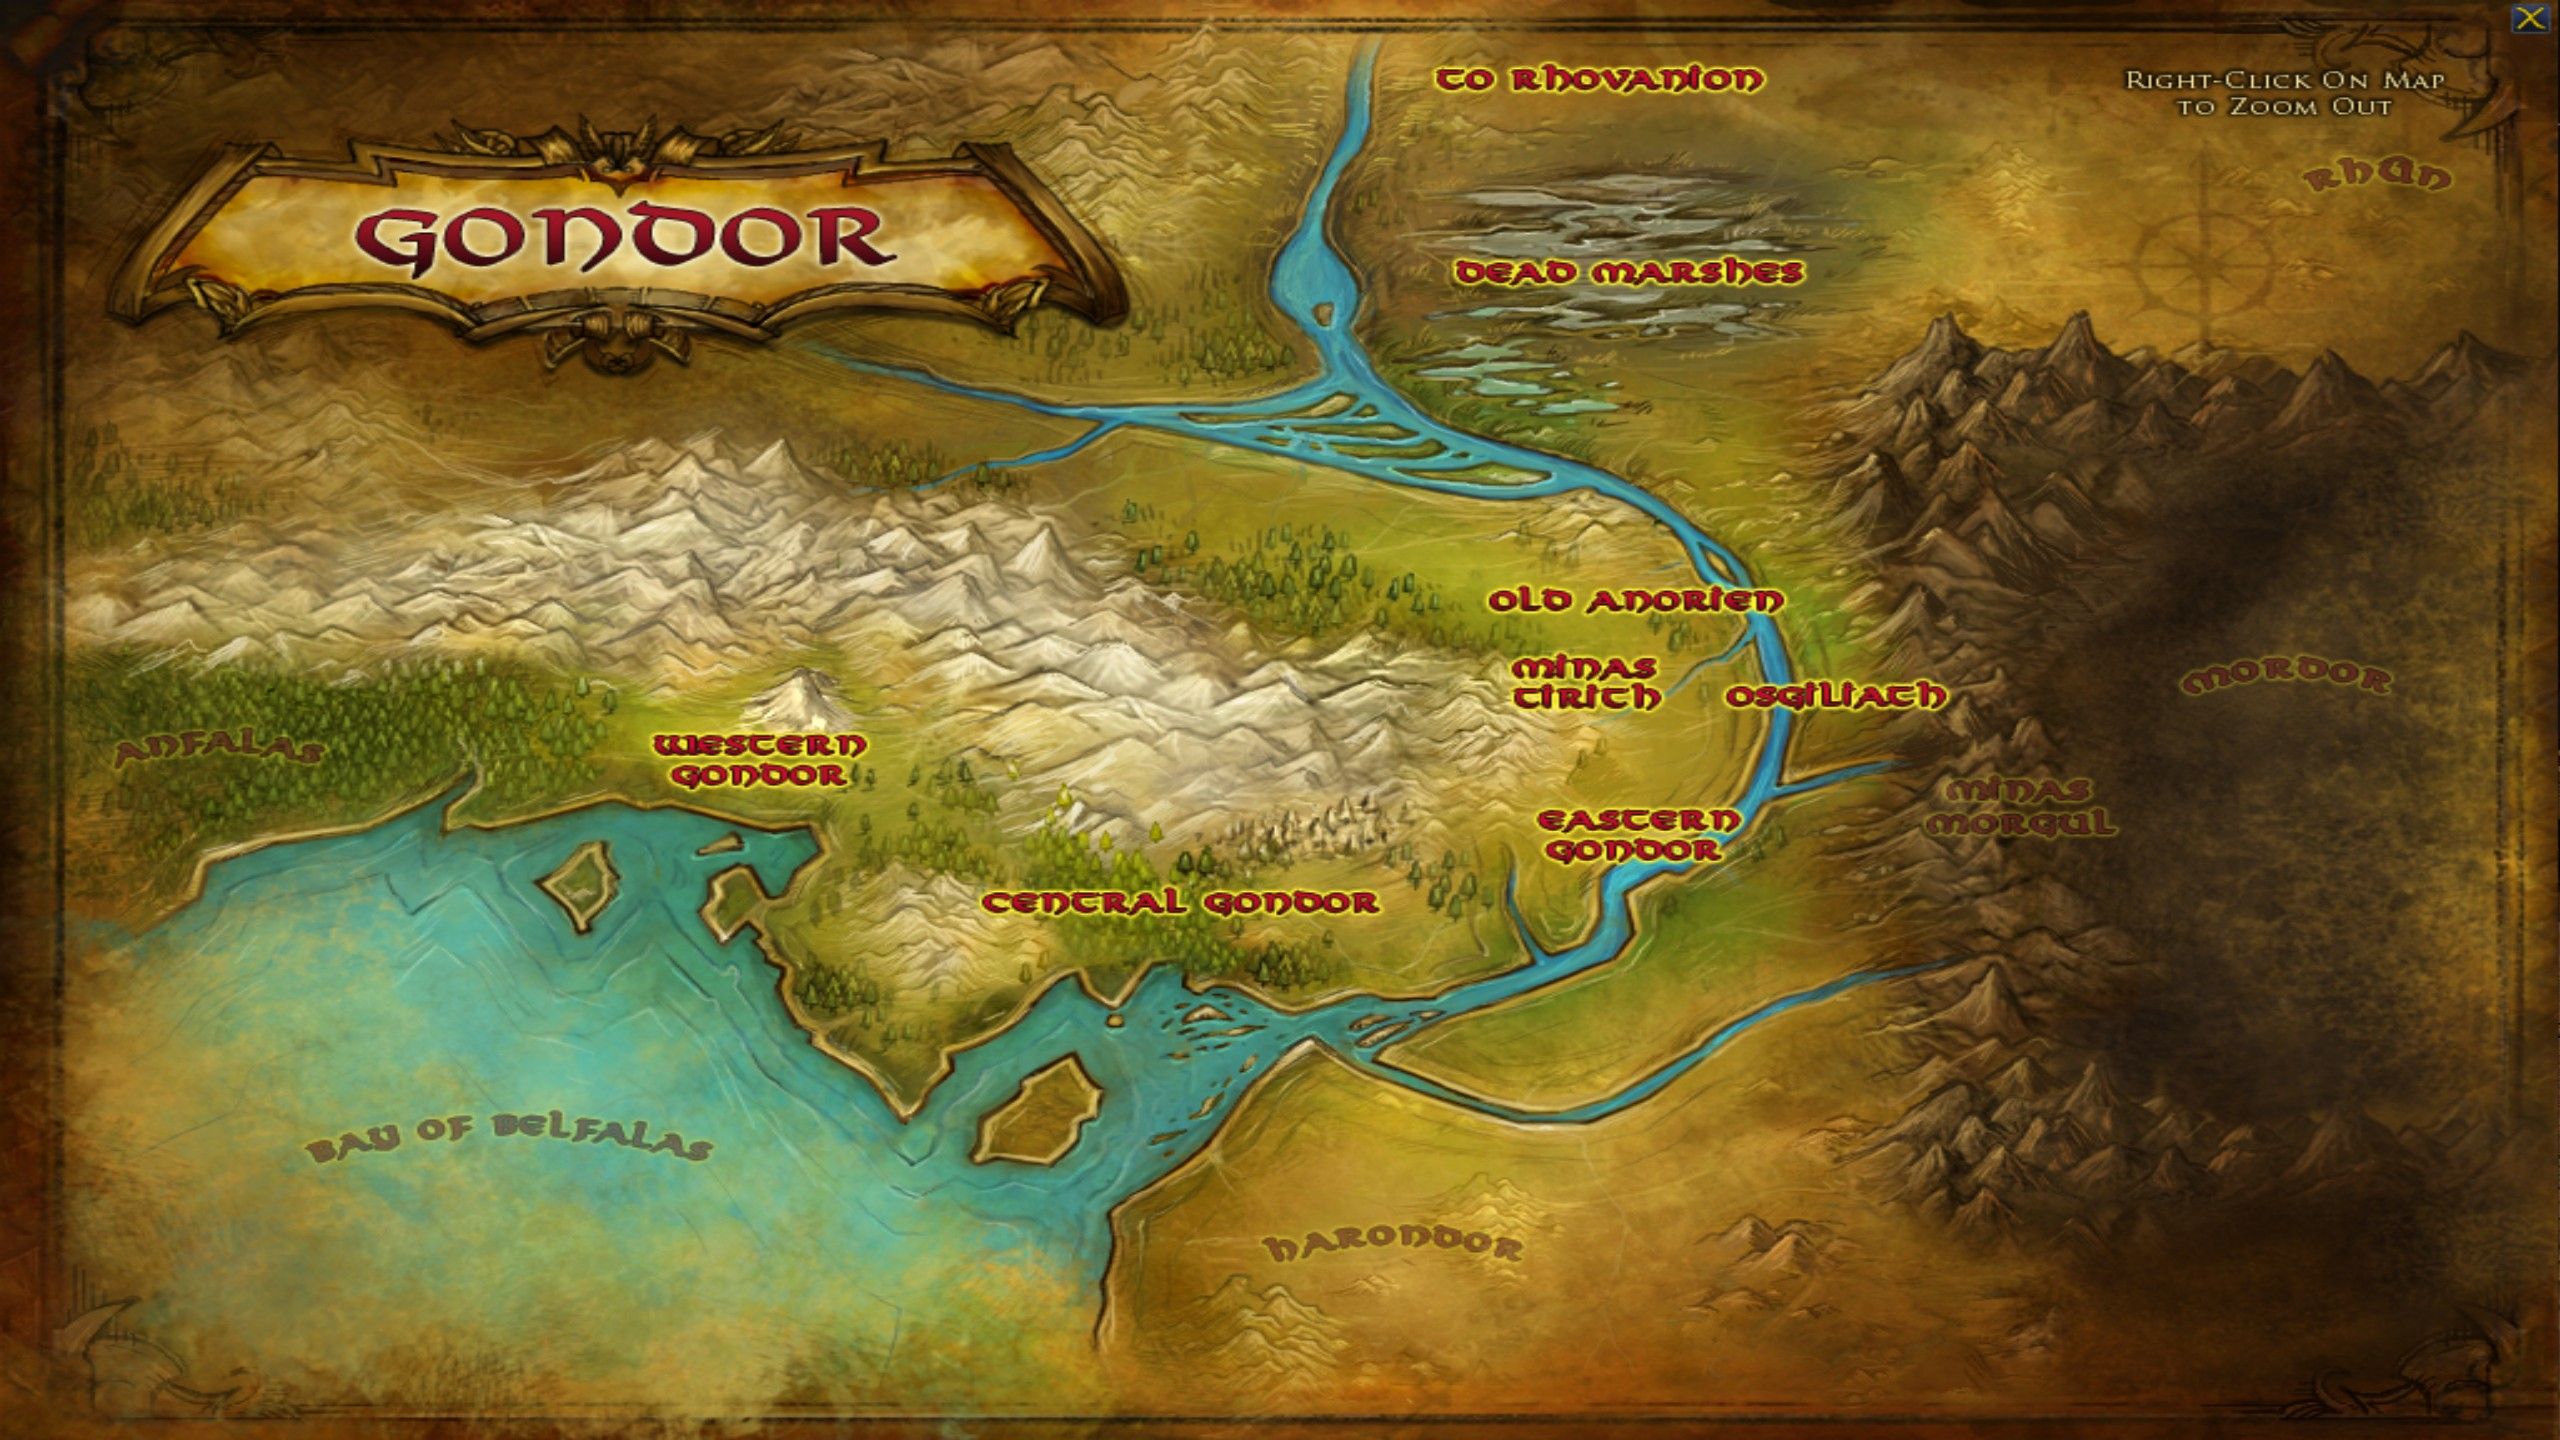 To Rhovanion
Right-Click On Map
to Zoom Out
Rhûn
Gondor
Dead Marshes
Old Anórien
Minas
Tirith
Osgiliath
Mordor
Anfalas
Western
Gondor
Minas
Morgul
Eastern
Gondor
Central Gondor
Bay of Belfalas
Harondor